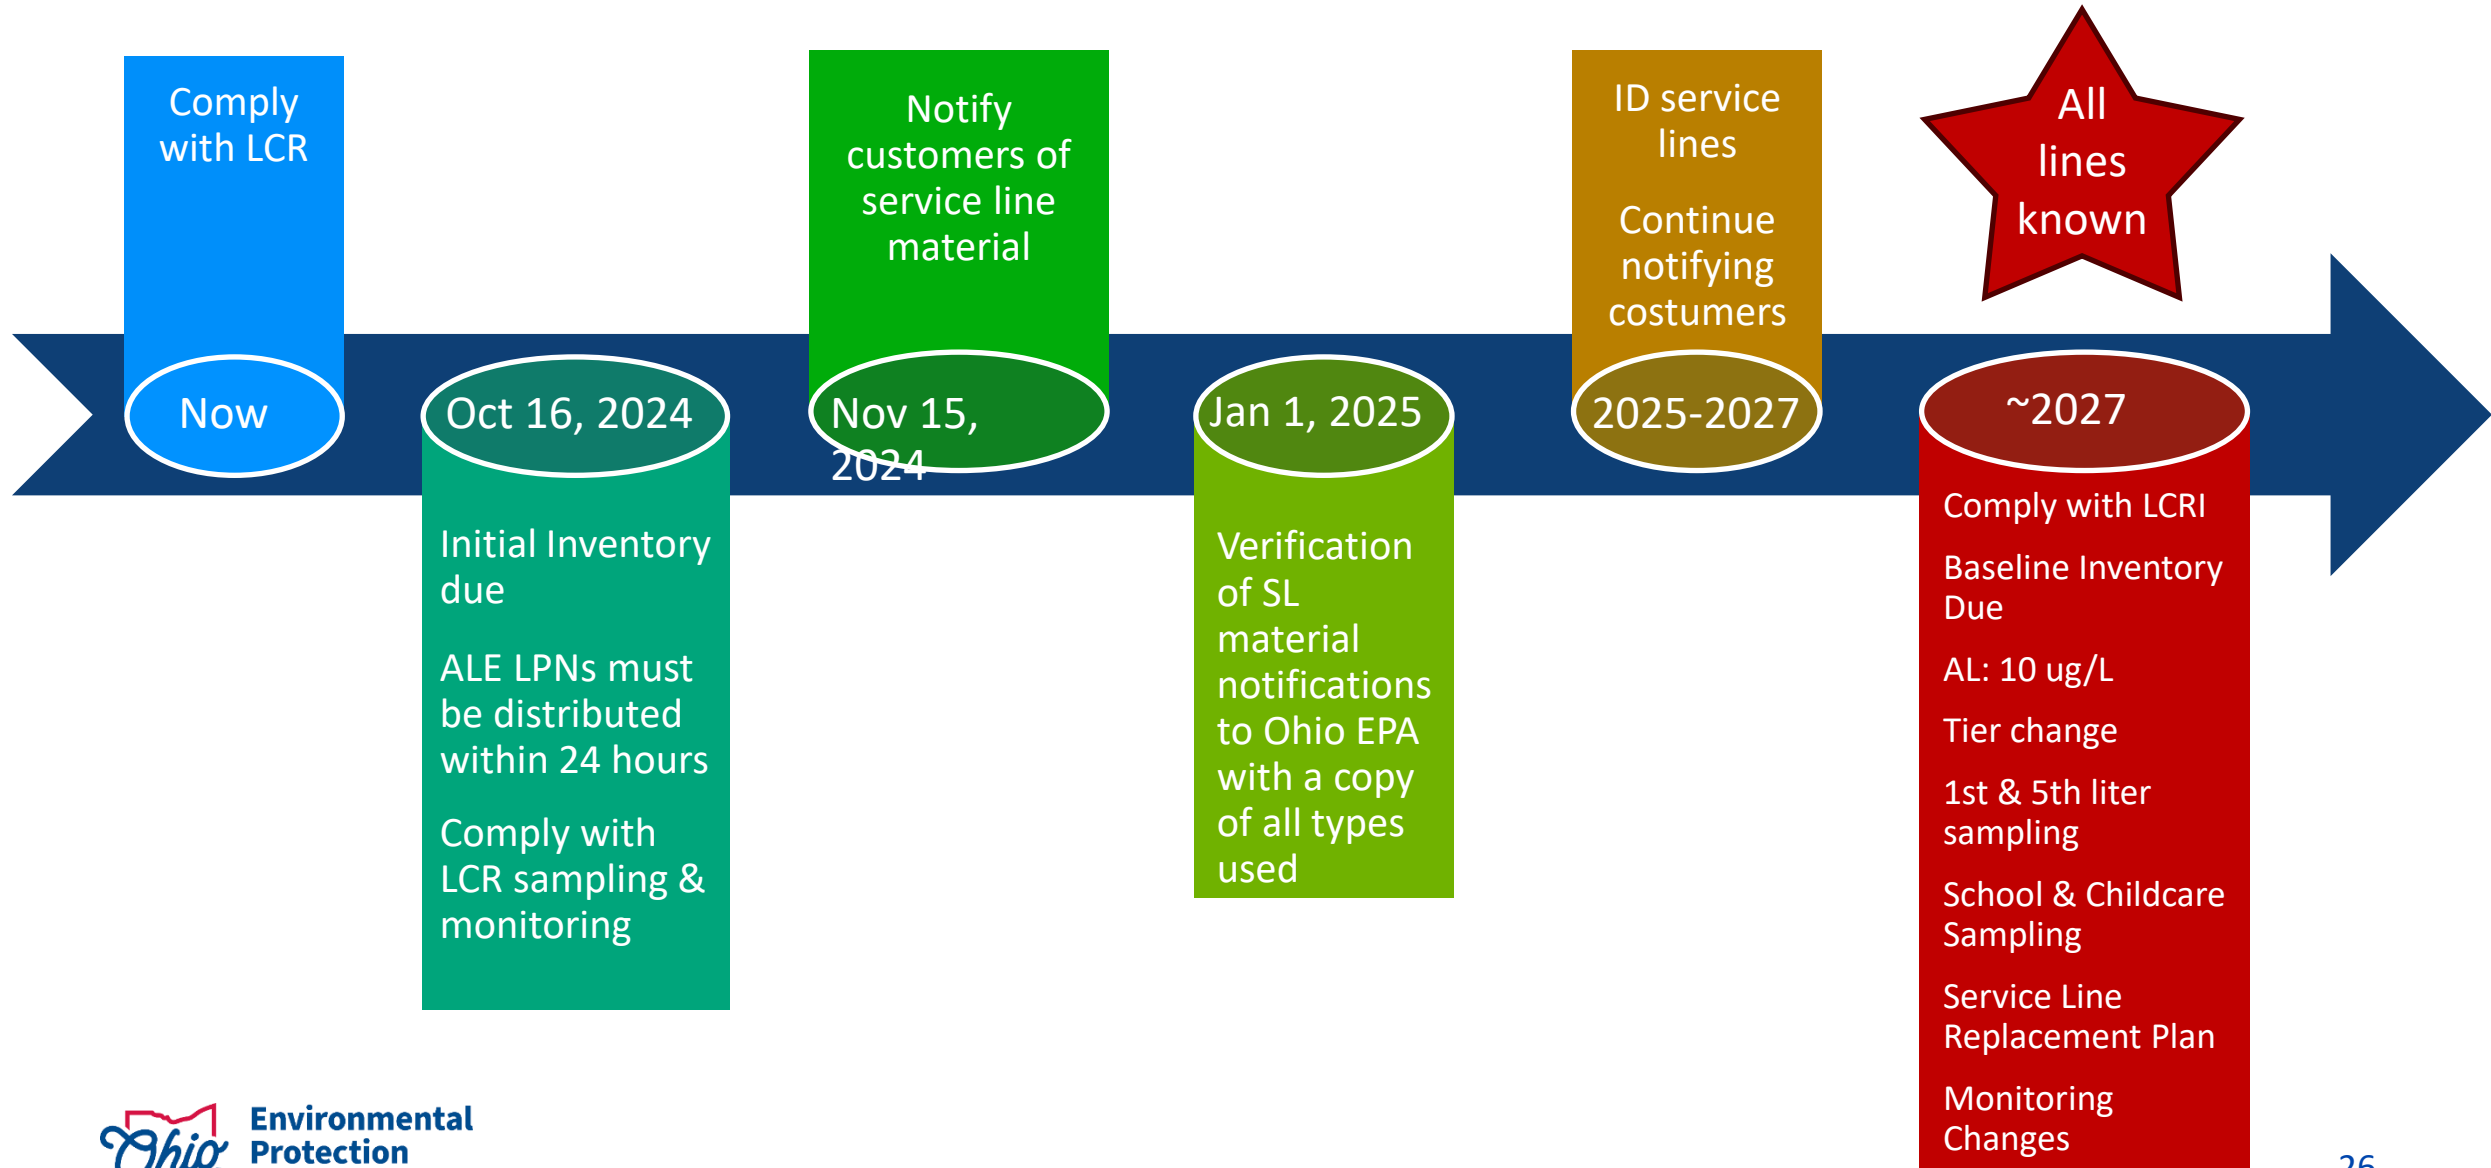 Comply
with LCR
Now
Oct 16, 2024
Initial Inventory
due
ALE LPNs must
be distributed
within 24 hours
Comply with
LCR sampling &
monitoring
Notify
customers of
service line
material
Nov 15,
2024
Jan 1, 2025
Verification
of SL
material
notifications
to Ohio EPA
with a copy
of all types
used
ID service
lines
Continue
notifying
costumers
2025-2027
All
lines
known
~2027
Comply with LCRI
Baseline Inventory
Due
AL: 10 ug/L
Tier change
1st & 5th liter
sampling
School & Childcare
Sampling
Service Line
Replacement Plan
Monitoring
Changes
Ohio
Environmental
Protection
26